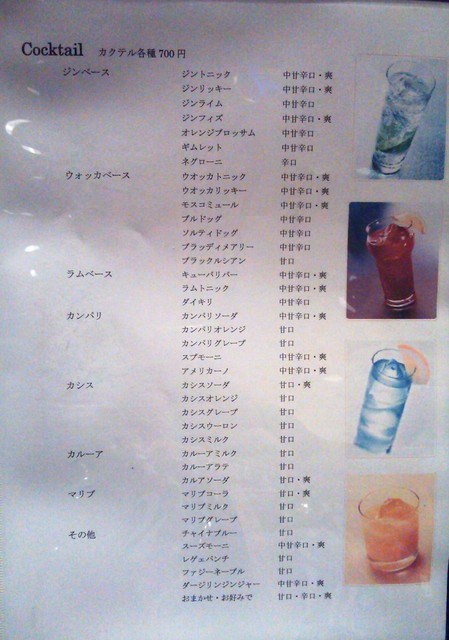 Cocktail カクテル各種 700 円
ジンベース ジントニック 中甘辛口・爽
ジンリッキー 中甘辛口・爽
ジンライム 中甘辛口
ジンフィズ 中甘辛口・爽
オレンジブロッサム 中甘辛口
ギムレット 中甘辛口
ネグローニ 辛口
ウォッカベース ウオッカトニック 中甘辛口・爽
ウオッカリッキー 中甘辛口・爽
モスコミュール 中甘辛口・爽
ブルドッグ 中甘辛口
ソルティドッグ 中甘辛口
ブラッディメアリー 中甘辛口
ブラックルシアン 甘口
ラムベース キューバリバー 中甘辛口・爽
ラムトニック 中甘辛口・爽
ダイキリ 中甘辛口
カンパリ カンパリソーダ 中甘辛口・爽
カンパリオレンジ 甘口
カンパリグレープ 甘口
スプモーニ 中甘辛口・爽
アメリカーノ 中甘辛口・爽
カシス カシスソーダ 甘口・爽
カシスオレンジ 甘口
カシスグレープ 甘口
カシスウーロン 甘口
カシスミルク 甘口
カルーア カルーアミルク 甘口
カルーアラテ 甘口
カルアソーダ 甘口・爽
マリブ マリブコーラ 甘口・爽
マリブミルク 甘口
マリブグレープ 甘口
その他 チャイナブルー 甘口
スーズモーニ 中甘辛口・爽
レゲェパンチ 甘口
ファジーネーブル 甘口
ダージリンジンジャー 中甘辛口・爽
おまかせ・お好みで 甘口・辛口・爽